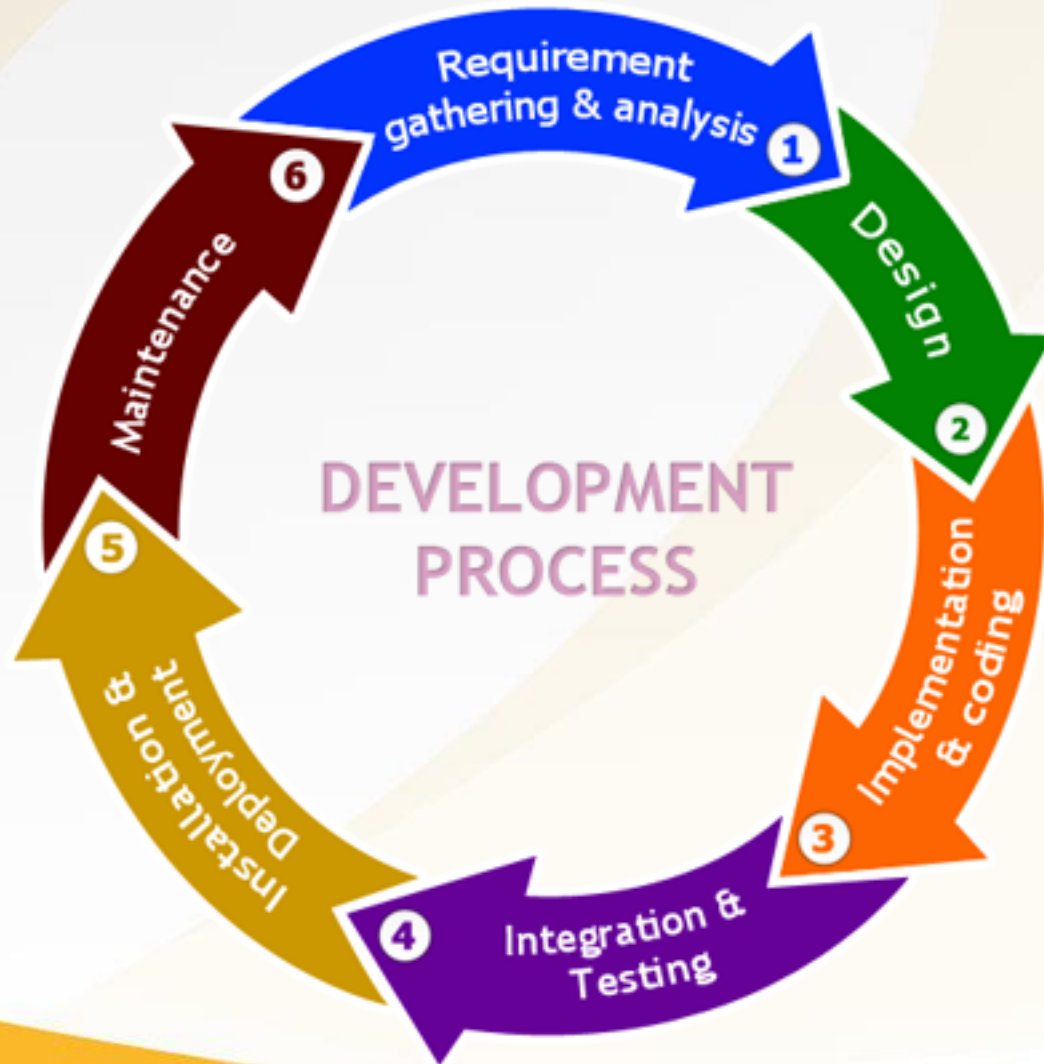 Requirement
gathering & analysis
1
Design
2
Implementation
& coding
3
Integration &
Testing
4
Installation &
Deployment
5
Maintenance
6
DEVELOPMENT
PROCESS